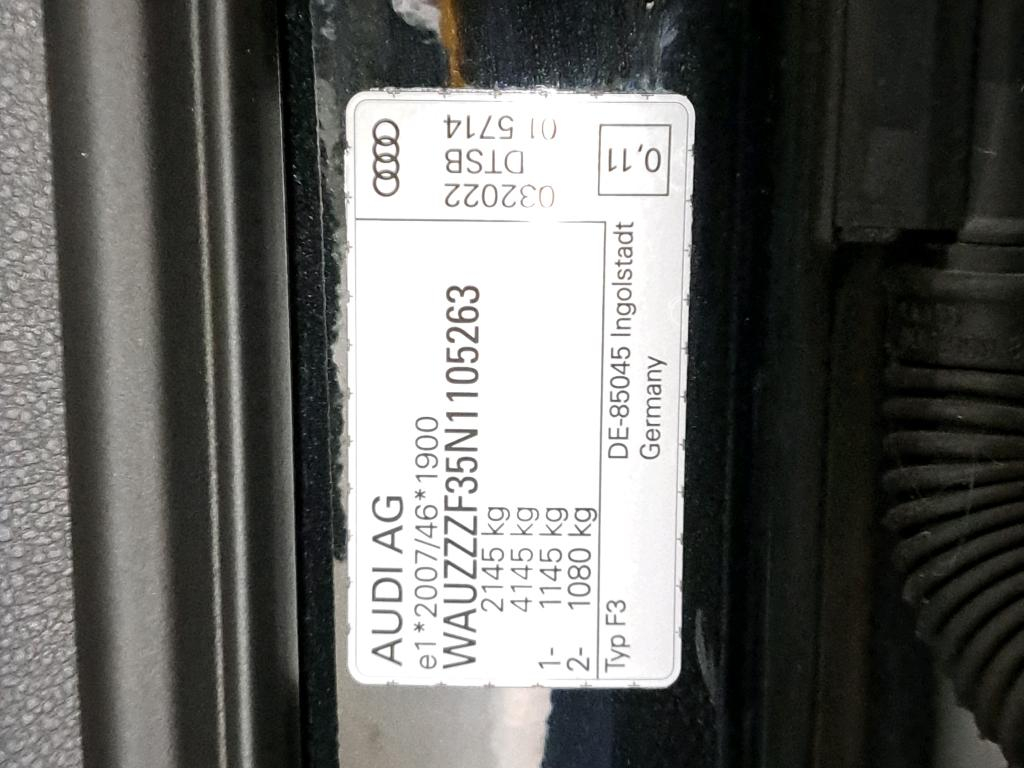 AUDI AG
e1*2007/46*1900
WAUZZZF35N1105263
2145 kg
4145 kg
1- 1145 kg
2- 1080 kg
Typ F3
DE-85045 Ingolstadt
Germany
032022
DTSB
01 5714
0,11